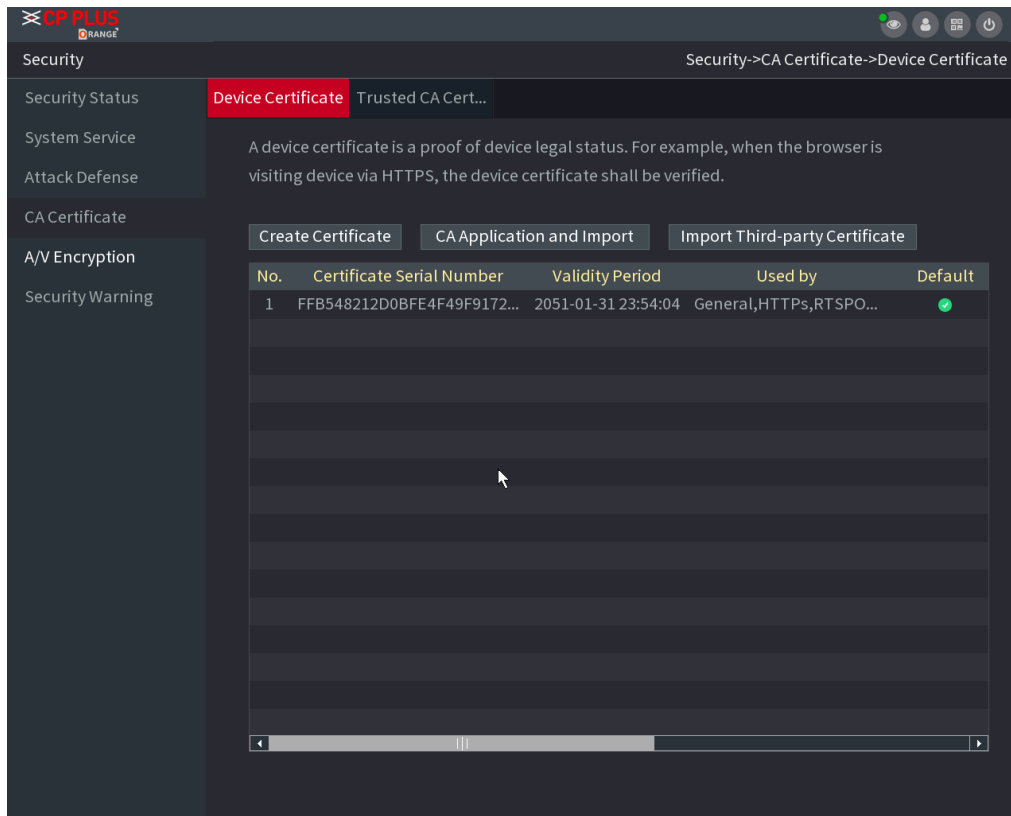 CP PLUS
ORANGE
Security
Security->CA Certificate->Device Certificate
Security Status
System Service
Attack Defense
CA Certificate
A/V Encryption
Security Warning
Device Certificate
Trusted CA Cert...
A device certificate is a proof of device legal status. For example, when the browser is
visiting device via HTTPS, the device certificate shall be verified.
Create Certificate
CA Application and Import
Import Third-party Certificate
No. Certificate Serial Number Validity Period Used by Default
1 FFB548212D0BFE4F49F9172... 2051-01-31 23:54:04 General,HTTPs,RTSPO...